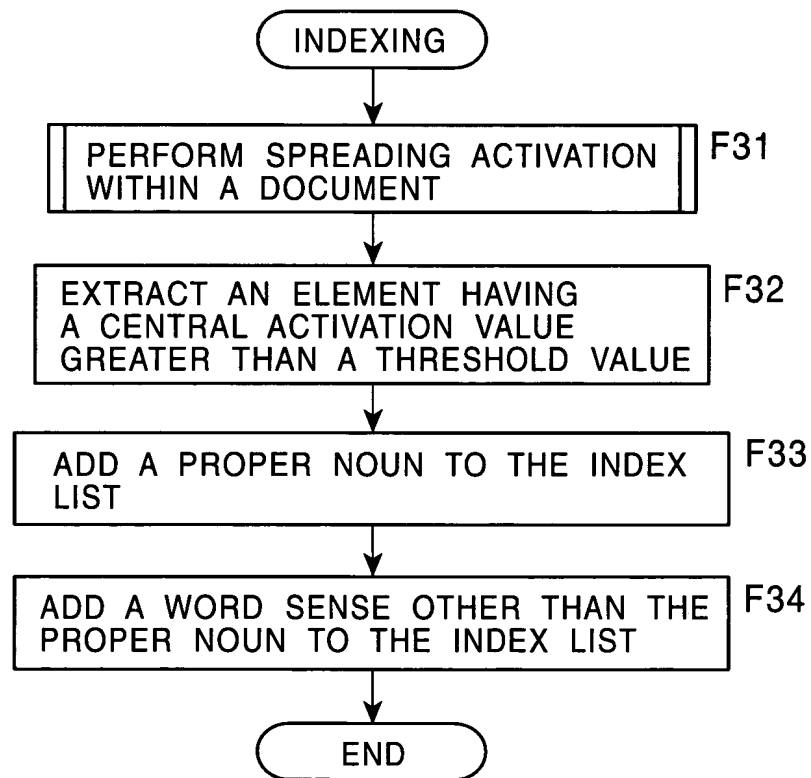 INDEXING
PERFORM SPREADING ACTIVATION
WITHIN A DOCUMENT
F31
EXTRACT AN ELEMENT HAVING
A CENTRAL ACTIVATION VALUE
GREATER THAN A THRESHOLD VALUE
F32
ADD A PROPER NOUN TO THE INDEX
LIST
F33
ADD A WORD SENSE OTHER THAN THE
PROPER NOUN TO THE INDEX LIST
F34
END